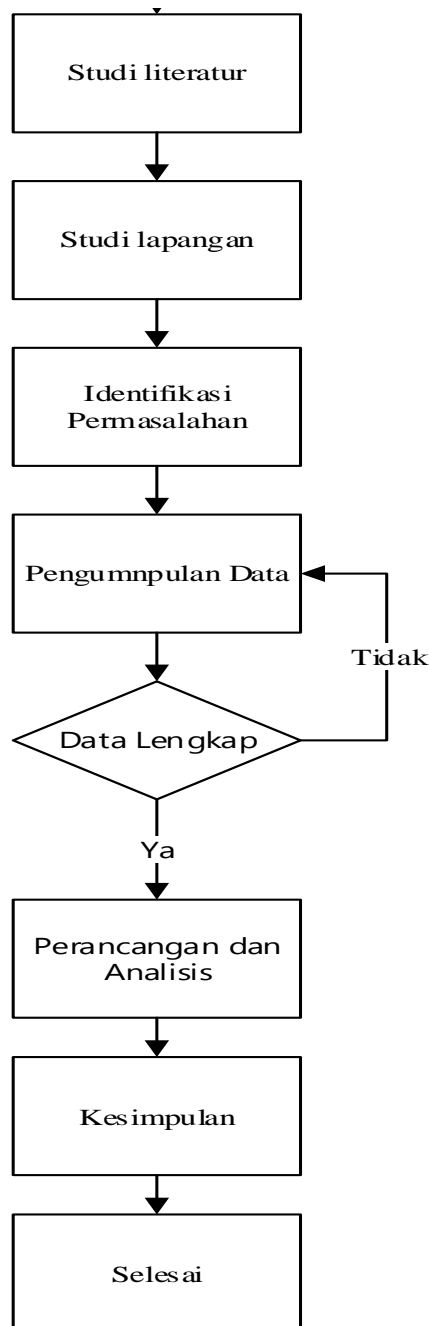 Studi literatur
Studi lapangan
Identifikasi
Permasalahan
Pengumnpulan Data
Tidak
Data Lengkap
Ya
Perancangan dan
Analisis
Kesimpulan
Selesai